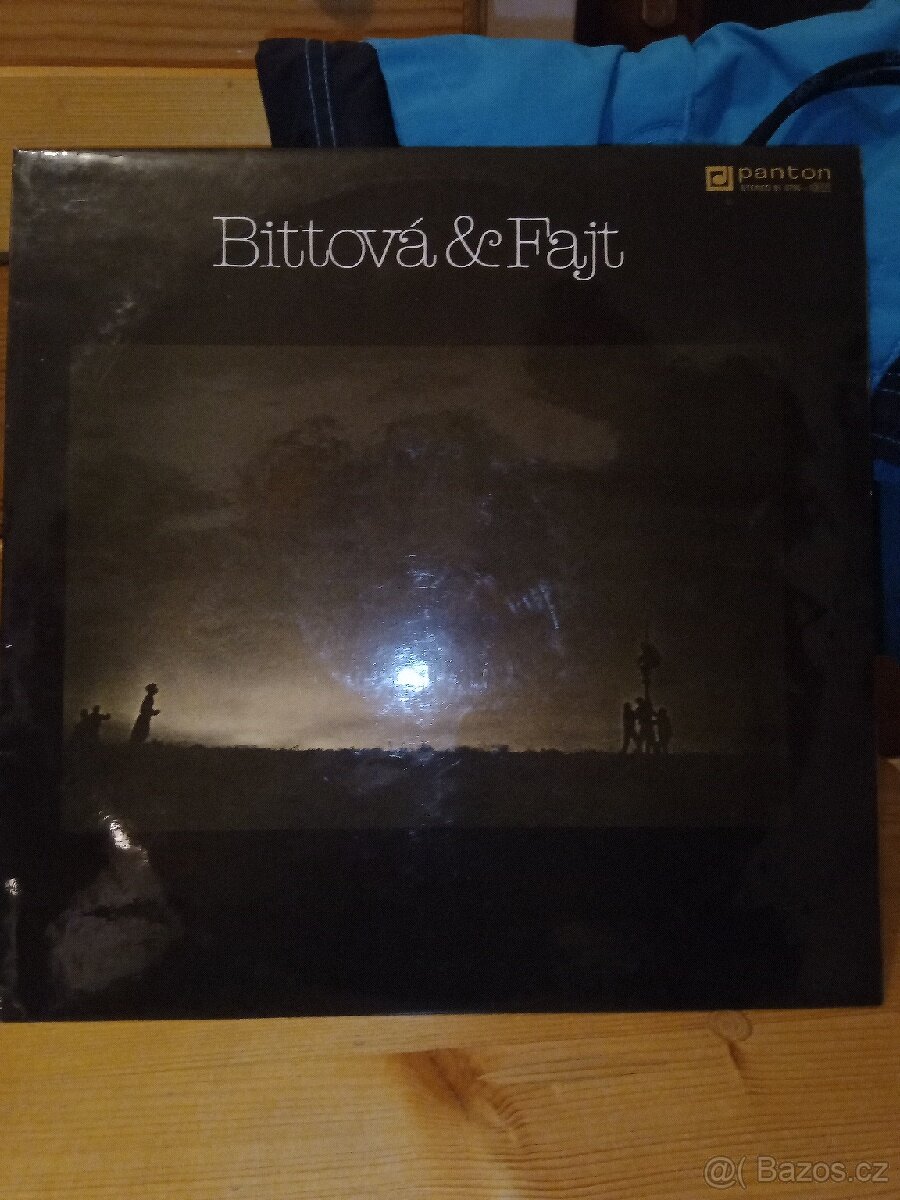 panton
Bittová & Fajt
@( Bazos.cz